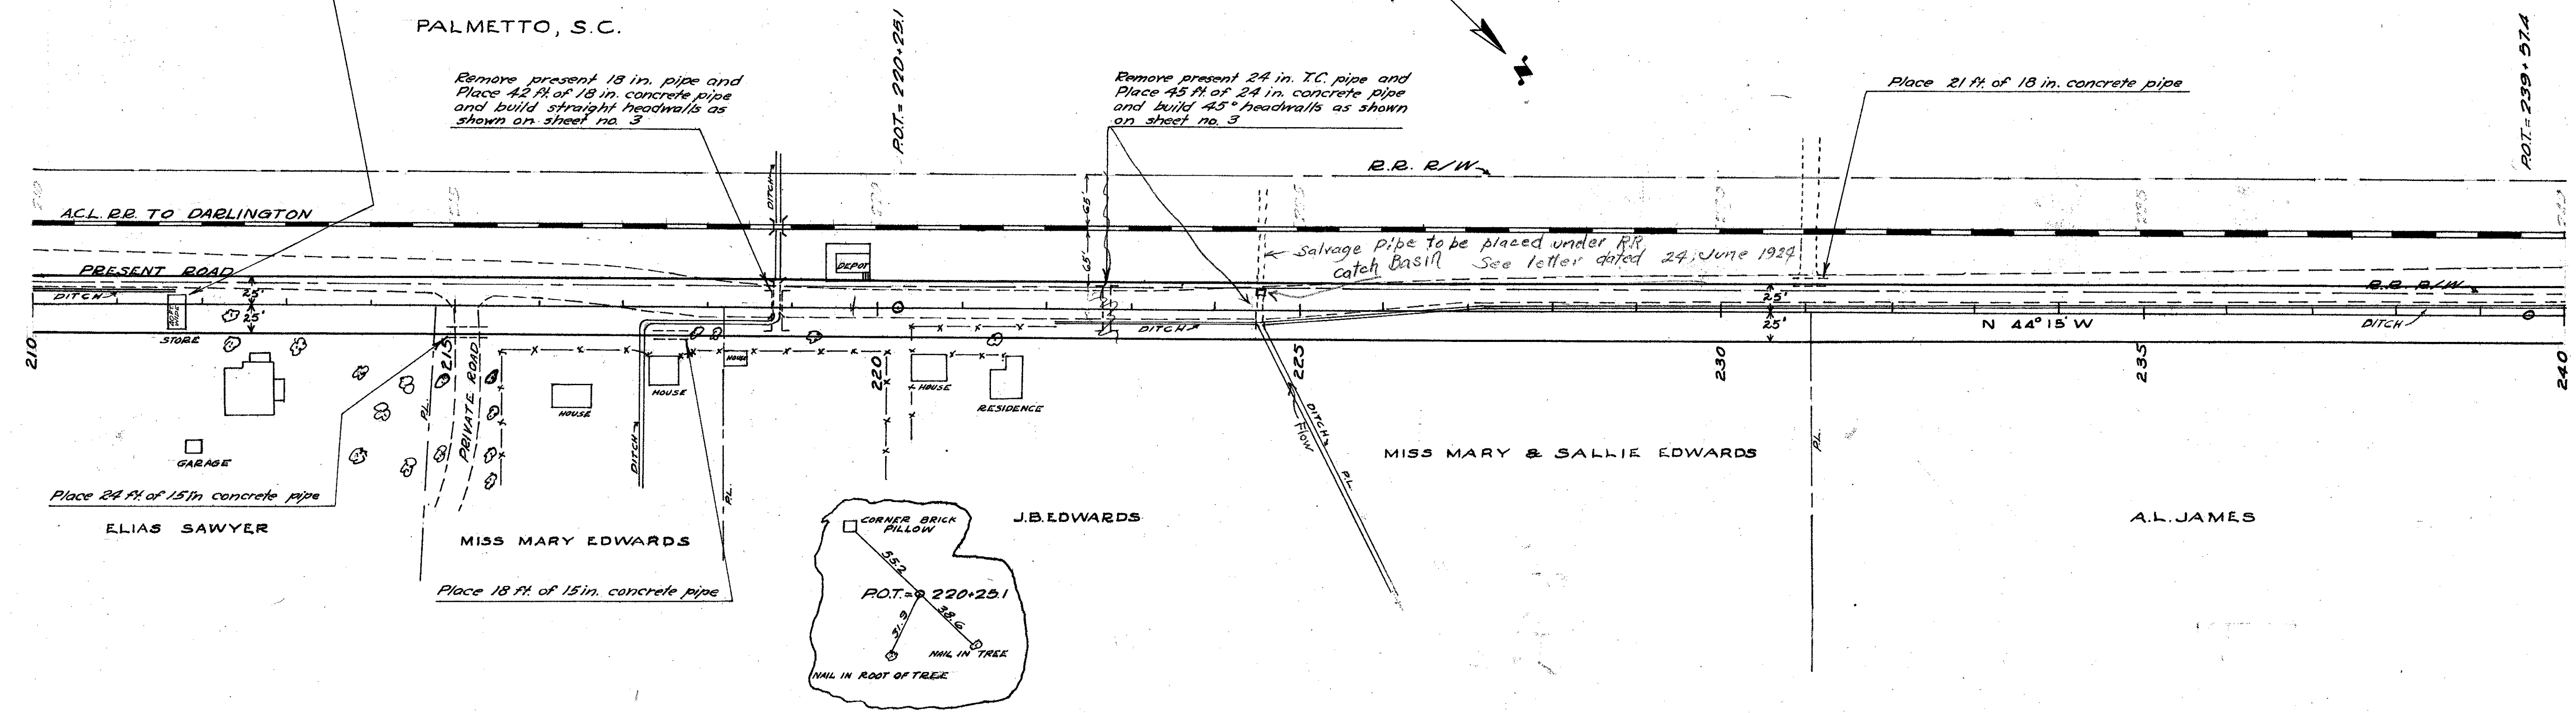 PALMETTO, S.C.
P.O.T. = 220+25.1
P.O.T. = 239+57.4
Remove present 18 in. pipe and
Place 42 ft. of 18 in. concrete pipe
and build straight headwalls as
shown on sheet no. 3
Remove present 24 in. T.C. pipe and
Place 45 ft. of 24 in. concrete pipe
and build 45° headwalls as shown
on sheet no. 3
Place 21 ft. of 18 in. concrete pipe
R.R. R/W
A.C.L. R.R. TO DARLINGTON
DITCH
65'
65'
Salvage pipe to be placed under RR,
catch Basin See letter dated 24, June 1924
PRESENT ROAD
DEPOT
DITCH
25'
25'
STORE
25'
25'
R.R. R/W
N 44° 15' W
DITCH
DITCH
210
215
220
225
230
235
240
PRIVATE ROAD
P.L.
HOUSE
HOUSE
HOUSE
HOUSE
RESIDENCE
DITCH
P.L.
DITCH
Flow
P.L.
P.L.
GARAGE
Place 24 ft. of 15 in concrete pipe
ELIAS SAWYER
MISS MARY EDWARDS
Place 18 ft. of 15 in. concrete pipe
J.B. EDWARDS
MISS MARY & SALLIE EDWARDS
A.L. JAMES
CORNER BRICK
PILLOW
55.2
P.O.T. = 220+25.1
31.9
38.6
NAIL IN TREE
NAIL IN ROOT OF TREE